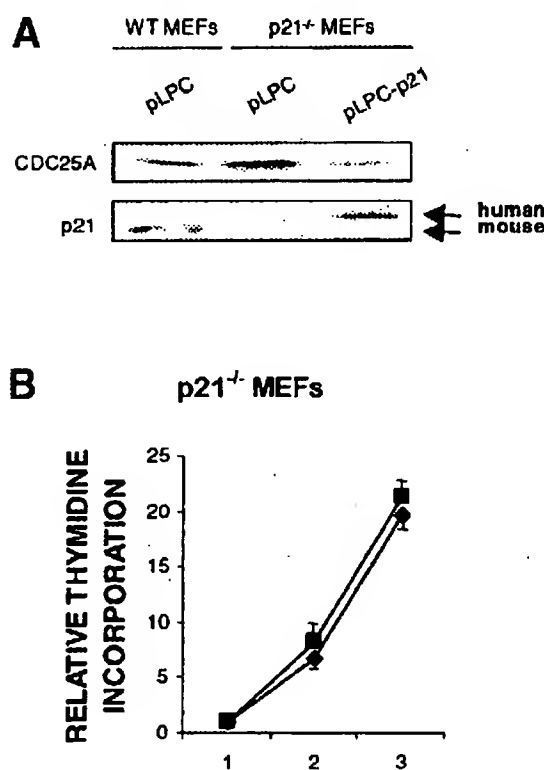 A
WT MEFs p21-/- MEFs
pLPC pLPC pLPC-p21
CDC25A
p21
human
mouse
B
p21-/- MEFs
RELATIVE THYMIDINE
INCORPORATION
25
20
15
10
5
0
1 2 3